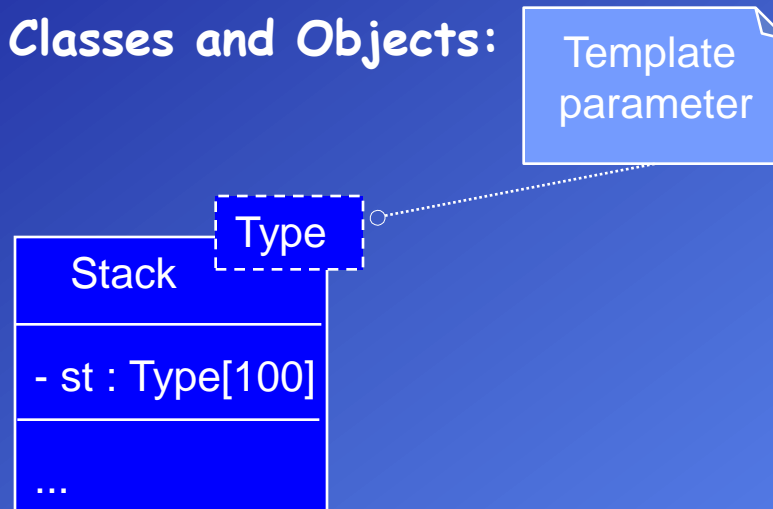 Classes and Objects:
Template
parameter
Type
Stack
- st : Type[100]
...